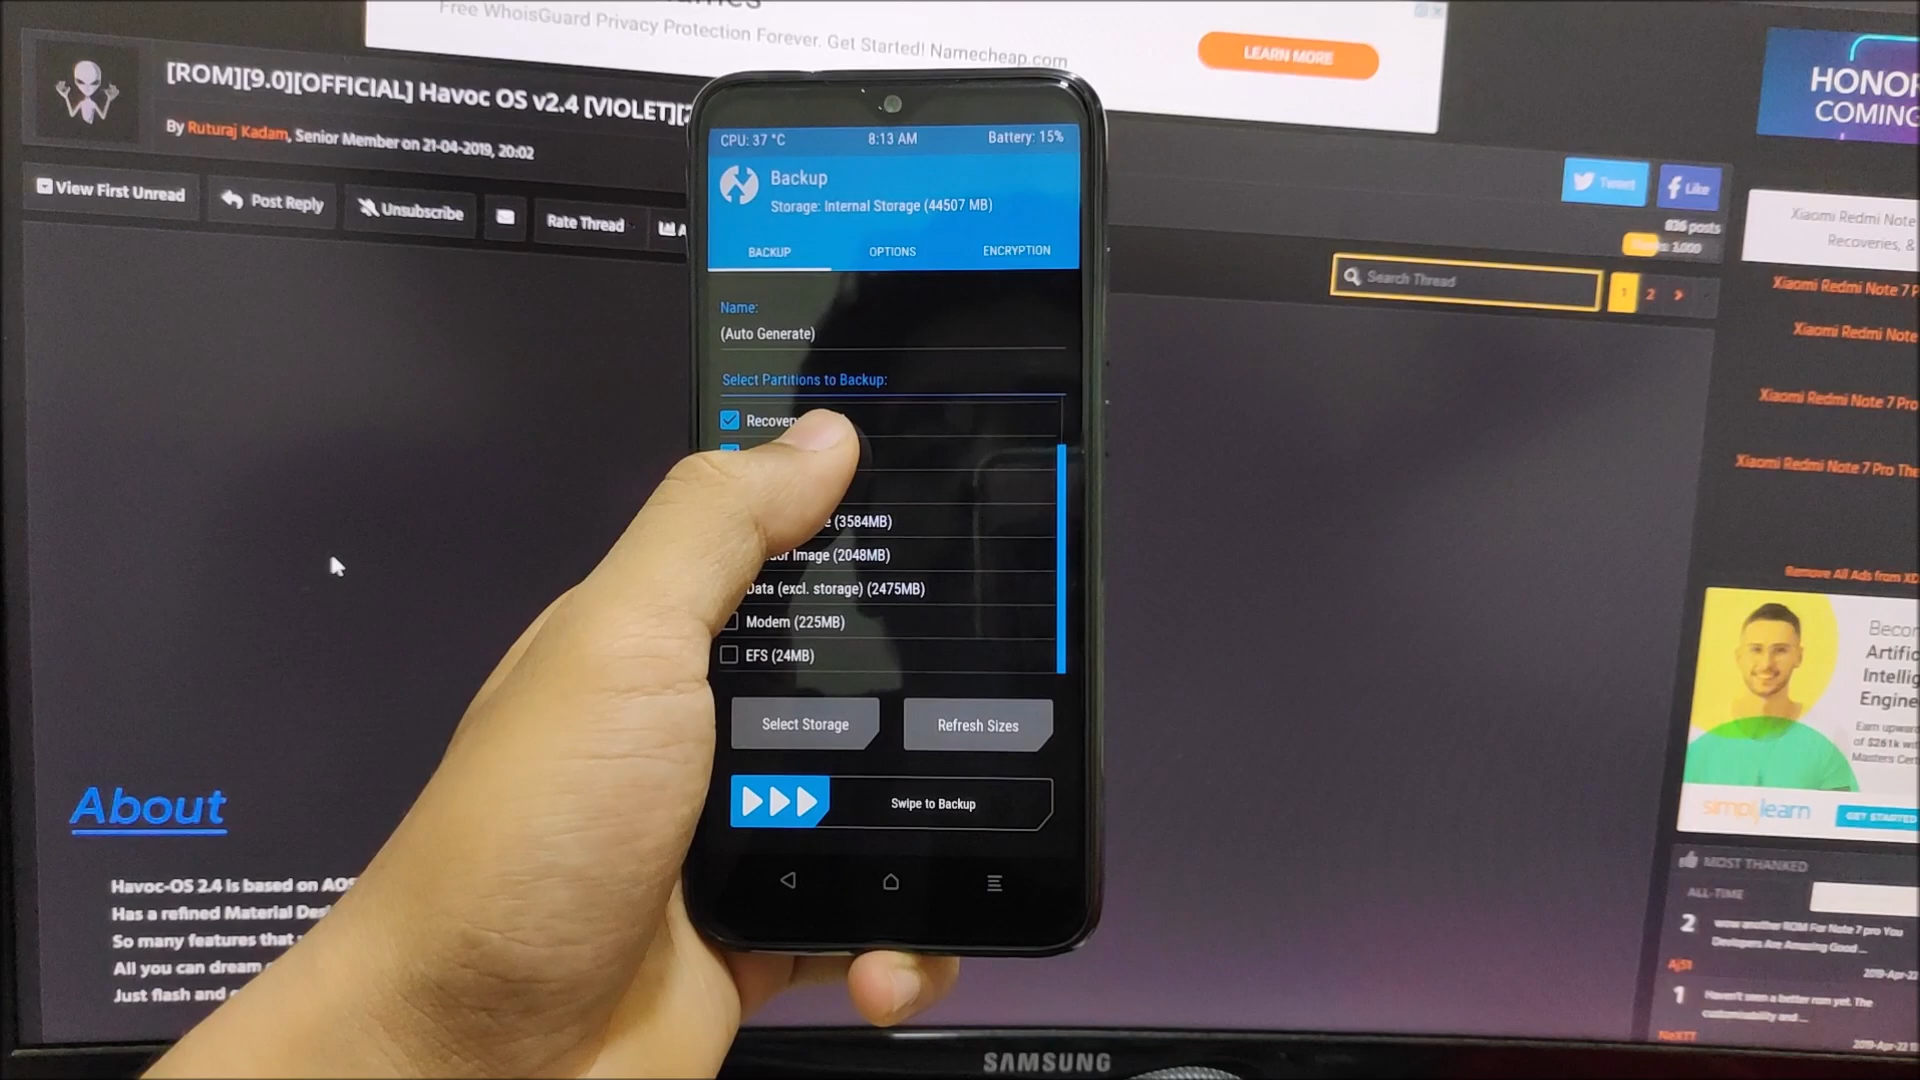 Free WhoisGuard Privacy Protection Forever. Get Started! Namecheap.com
LEARN MORE
[ROM][9.0][OFFICIAL] Havoc OS v2.4 [VIOLET]
By Ruturaj Kadam, Senior Member on 21-04-2019, 20:02
View First Unread
Post Reply
Unsubscribe
Rate Thread
HONOR
COMING
Tweet
Like
836 posts
Search Thread
1 2
Xiaomi Redmi Note
Recoveries, &
Xiaomi Redmi Note 7 P
Xiaomi Redmi Note
Xiaomi Redmi Note 7 Pro
Xiaomi Redmi Note 7 Pro The
Remove All Ads from XD
CPU: 37 °C
8:13 AM
Battery: 15%
Backup
Storage: Internal Storage (44507 MB)
BACKUP
OPTIONS
ENCRYPTION
Name:
(Auto Generate)
Select Partitions to Backup:
Recovery
(3584MB)
Image (2048MB)
Data (excl. storage) (2475MB)
Modem (225MB)
EFS (24MB)
Select Storage
Refresh Sizes
Swipe to Backup
About
Havoc-OS 2.4 is based on AOS
Has a refined Material Des
So many features that
All you can dream
Just flash and
Becom
Artific
Intellig
Engine
Earn upward
of $261k wi
Masters Cert
simplilearn
GET STARTED
MOST THANKED
ALL-TIME
2
wow another ROM For Note 7 pro You
Devlopers Are Amazing Good ...
Aj51
2019-Apr-22
1
Haven't seen a better rom yet. The
customisability and ...
NeXTT
2019-Apr-22
SAMSUNG